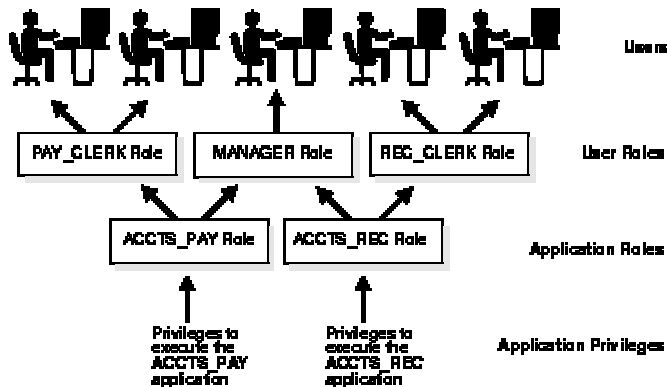 Users
PAY_CLERK Role
MANAGER Role
REC_CLERK Role
User Roles
ACCTS_PAY Role
ACCTS_REC Role
Application Roles
Privileges to
execute the
ACCTS_PAY
application
Privileges to
execute the
ACCTS_REC
application
Application Privileges